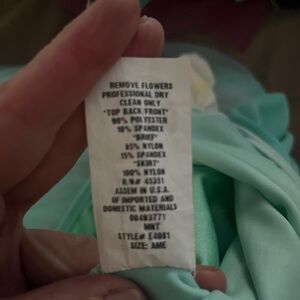 REMOVE FLOWERS
PROFESSIONAL DRY
CLEAN ONLY
"TOP BACK/FRONT"
90% POLYESTER
10% SPANDEX
"BRIEF"
85% NYLON
15% SPANDEX
"SKIRT"
100% NYLON
R/N# 45351
ASSEM IN U.S.A.
OF IMPORTED AND
DOMESTIC MATERIALS
00493771
MNT
STYLE# E4081
SIZE: AME